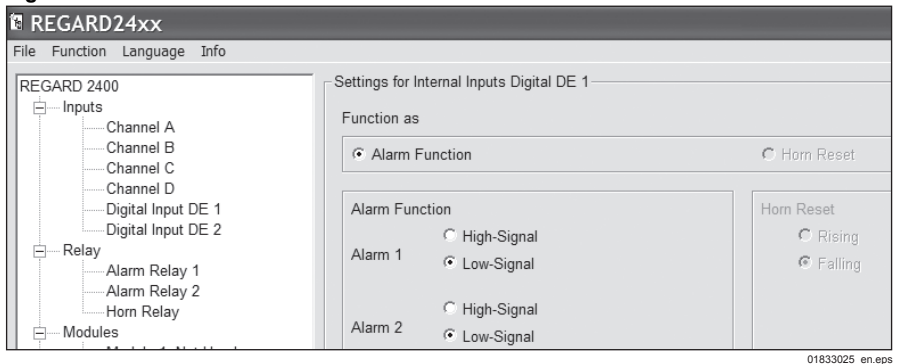 REGARD24xx
File Function Language Info
REGARD 2400
Inputs
Channel A
Channel B
Channel C
Channel D
Digital Input DE 1
Digital Input DE 2
Relay
Alarm Relay 1
Alarm Relay 2
Horn Relay
Modules
Settings for Internal Inputs Digital DE 1
Function as
Alarm Function Horn Reset
Alarm Function
Alarm 1
High-Signal
Low-Signal
Alarm 2
High-Signal
Low-Signal
Horn Reset
Rising
Falling
01833025_en.eps